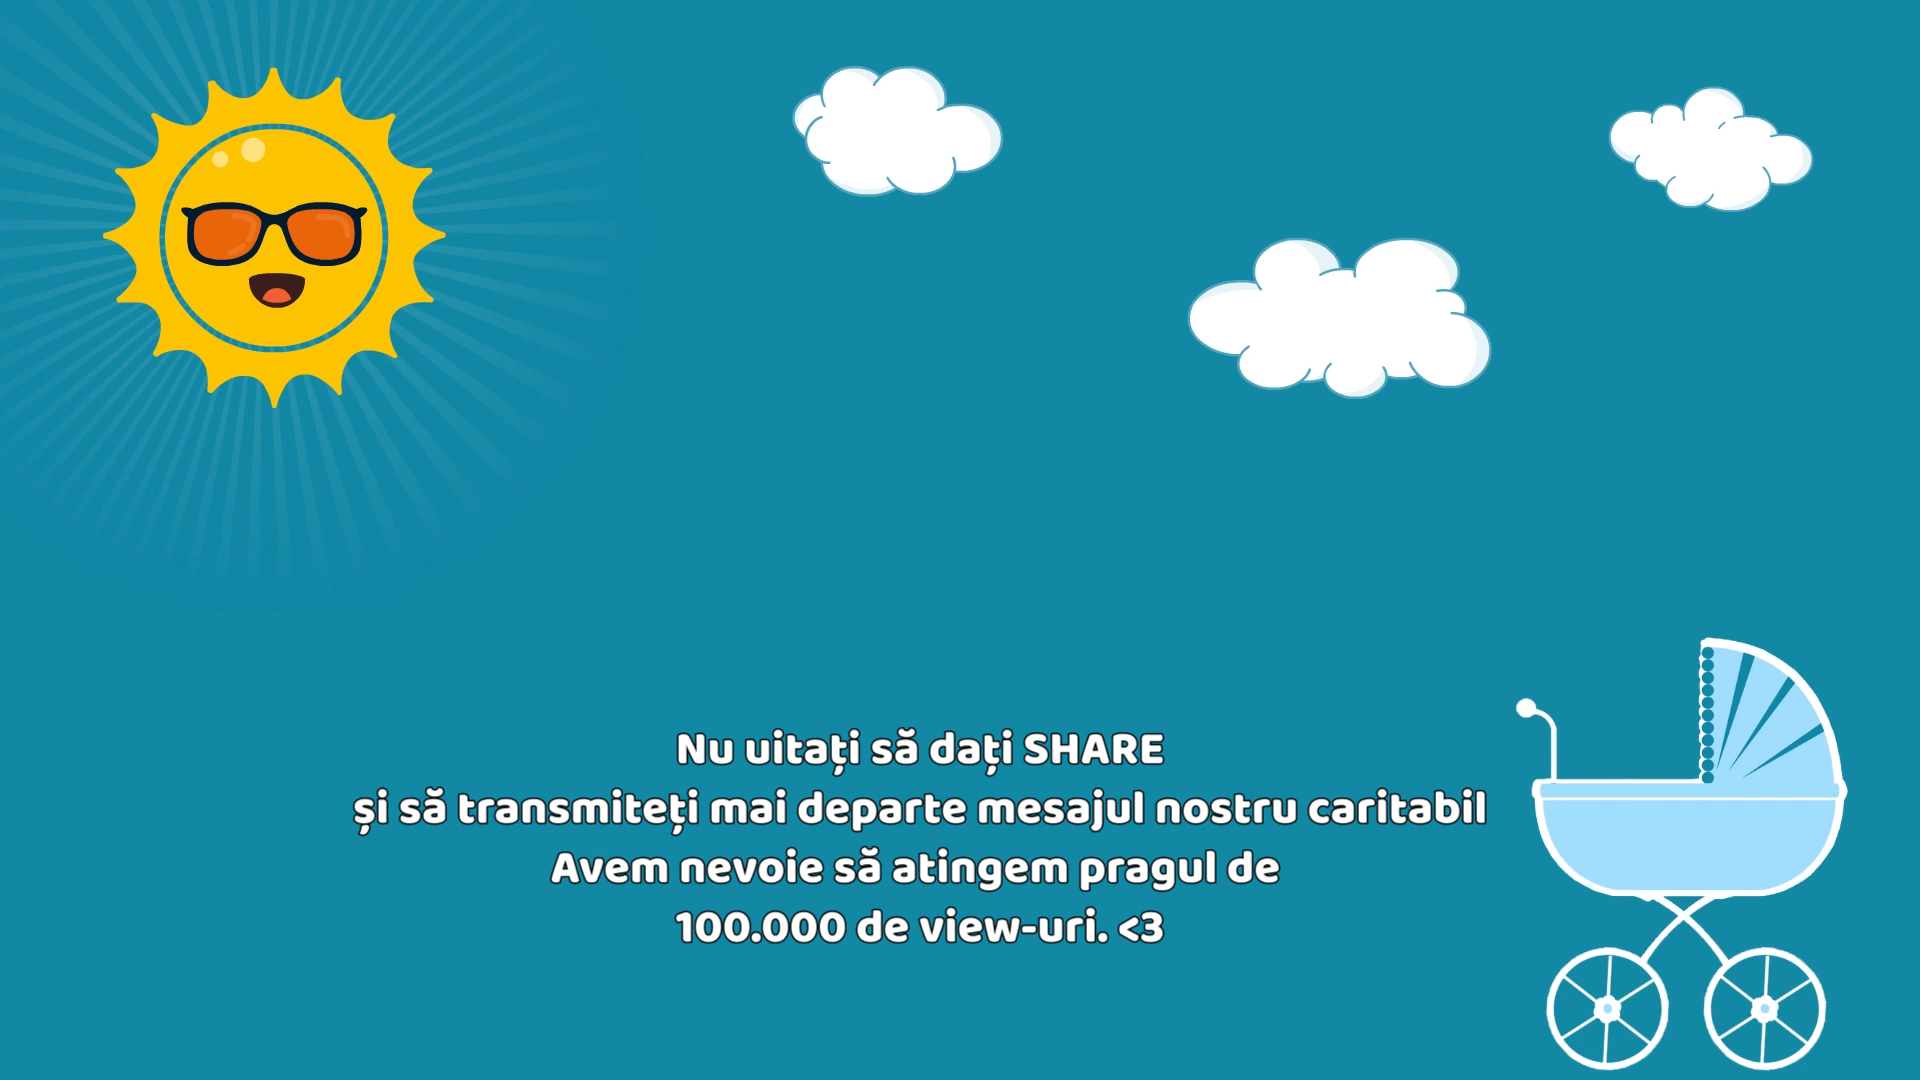 Nu uitați să dați SHARE
și să transmiteți mai departe mesajul nostru caritabil
Avem nevoie să atingem pragul de
100.000 de view-uri. <3